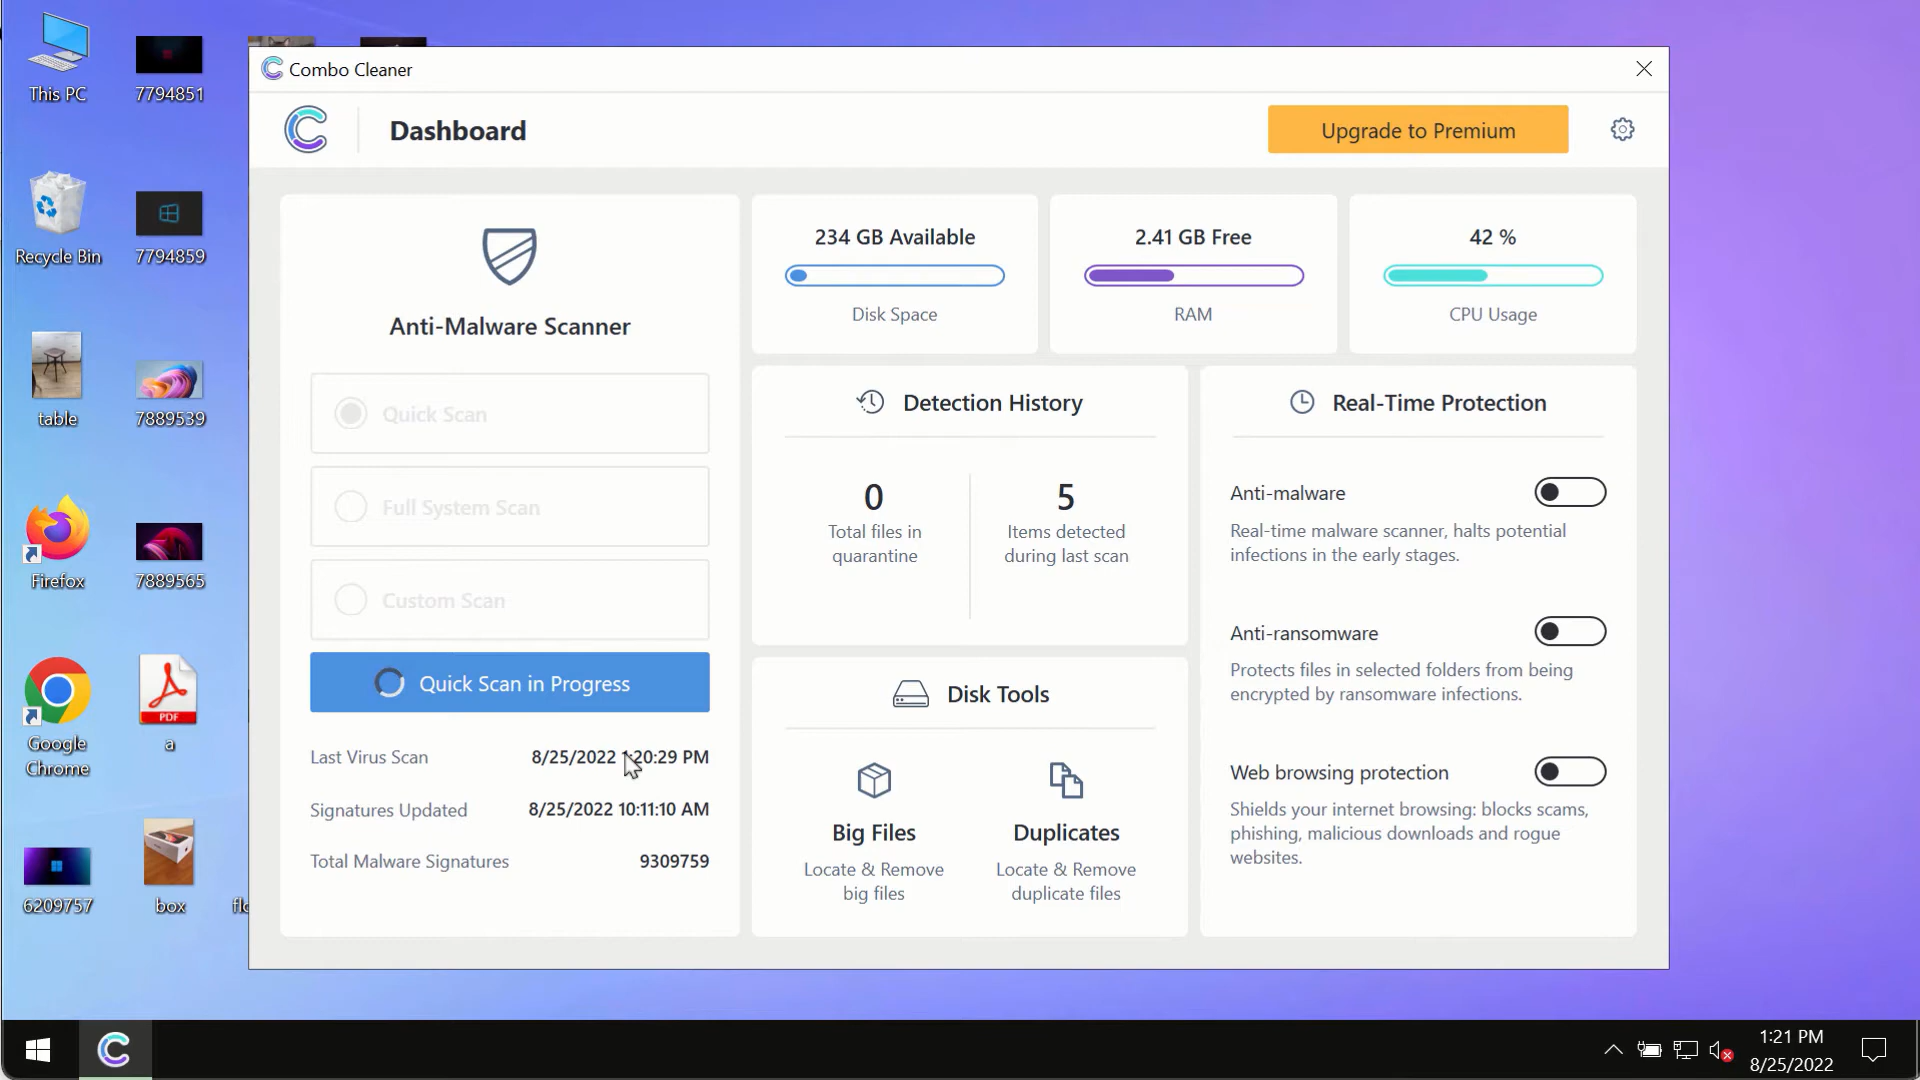 This PC
7794851
Recycle Bin
7794859
table
7889539
Firefox
7889565
Google
Chrome
PDF
a
6209757
box
Combo Cleaner
Dashboard
Upgrade to Premium
Anti-Malware Scanner
Quick Scan
Full System Scan
Custom Scan
Quick Scan in Progress
Last Virus Scan 8/25/2022 1:20:29 PM
Signatures Updated 8/25/2022 10:11:10 AM
Total Malware Signatures 9309759
234 GB Available
Disk Space
2.41 GB Free
RAM
42 %
CPU Usage
Detection History
0
Total files in
quarantine
5
Items detected
during last scan
Disk Tools
Big Files
Locate & Remove
big files
Duplicates
Locate & Remove
duplicate files
Real-Time Protection
Anti-malware
Real-time malware scanner, halts potential
infections in the early stages.
Anti-ransomware
Protects files in selected folders from being
encrypted by ransomware infections.
Web browsing protection
Shields your internet browsing: blocks scams,
phishing, malicious downloads and rogue
websites.
1:21 PM
8/25/2022